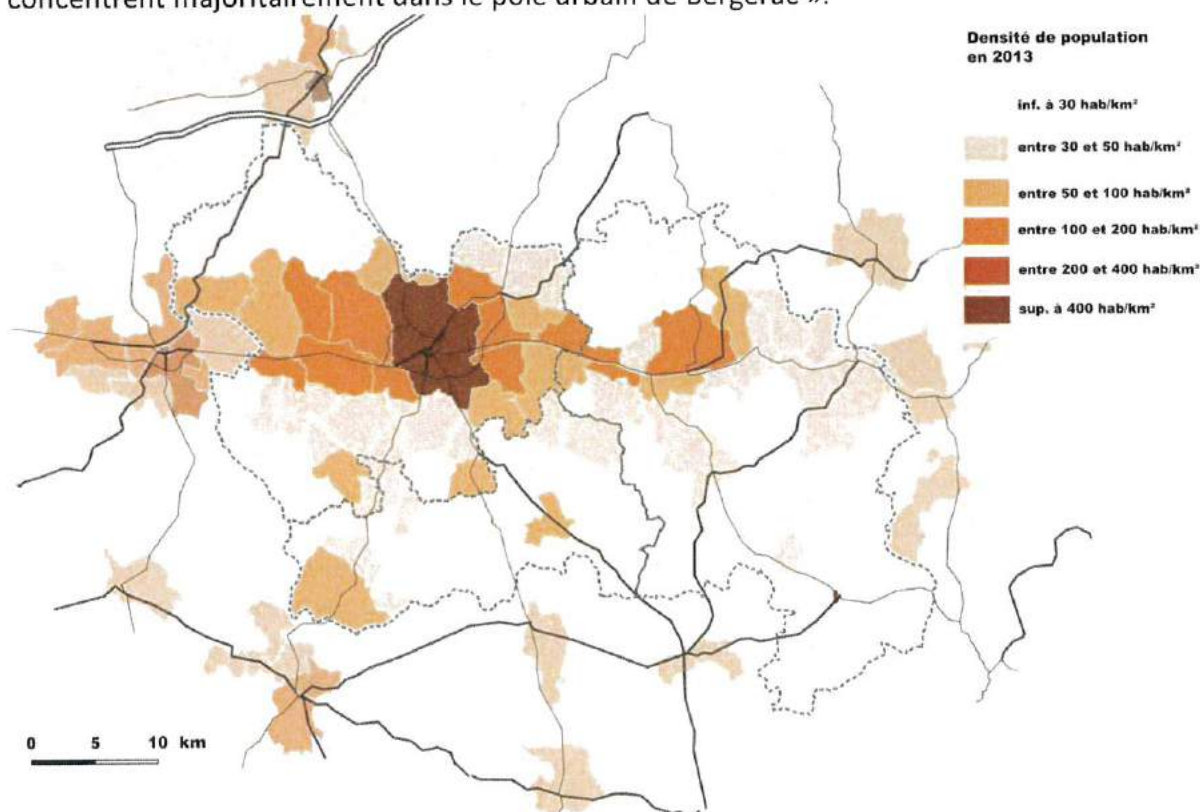 concentrent majoritairement dans le pôle urbain de Bergerac ».
Densité de population
en 2013
inf. à 30 hab/km²
entre 30 et 50 hab/km²
entre 50 et 100 hab/km²
entre 100 et 200 hab/km²
entre 200 et 400 hab/km²
sup. à 400 hab/km²
0 5 10 km